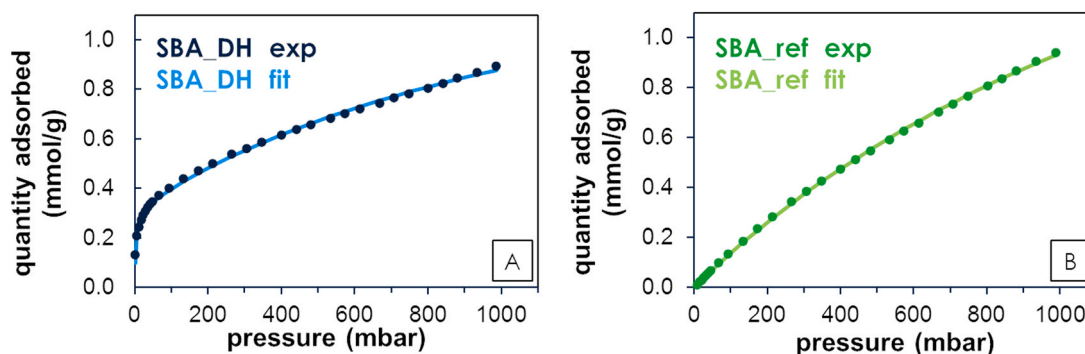 SBA_DH exp
SBA_DH fit
quantity adsorbed
(mmol/g)
1.0
0.8
0.6
0.4
0.2
0.0
0 200 400 600 800 1000
pressure (mbar)
A
SBA_ref exp
SBA_ref fit
quantity adsorbed
(mmol/g)
1.0
0.8
0.6
0.4
0.2
0.0
0 200 400 600 800 1000
pressure (mbar)
B